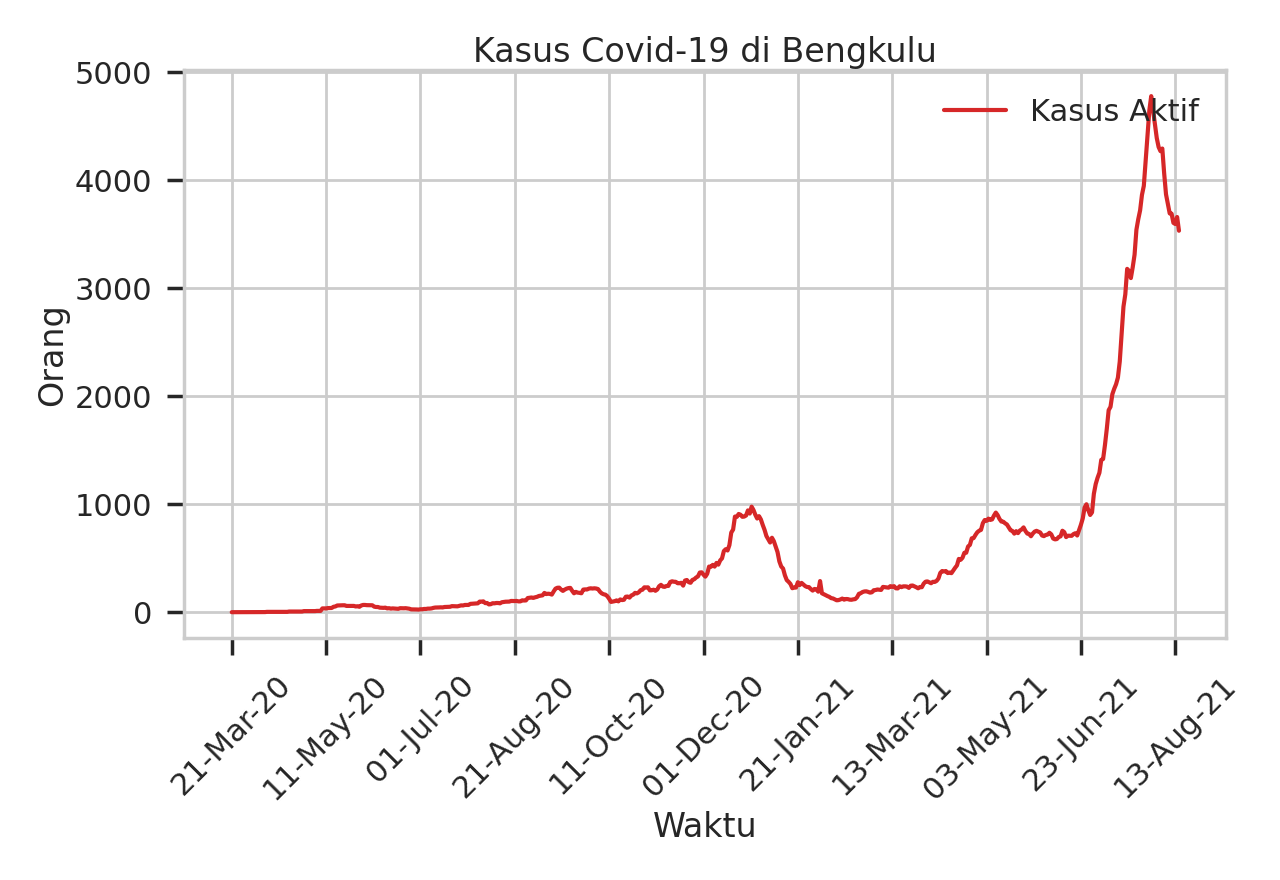 Kasus Covid-19 di Bengkulu
Kasus Aktif
Orang
5000
4000
3000
2000
1000
0
21-Mar-20
11-May-20
01-Jul-20
21-Aug-20
11-Oct-20
01-Dec-20
21-Jan-21
13-Mar-21
03-May-21
23-Jun-21
13-Aug-21
Waktu